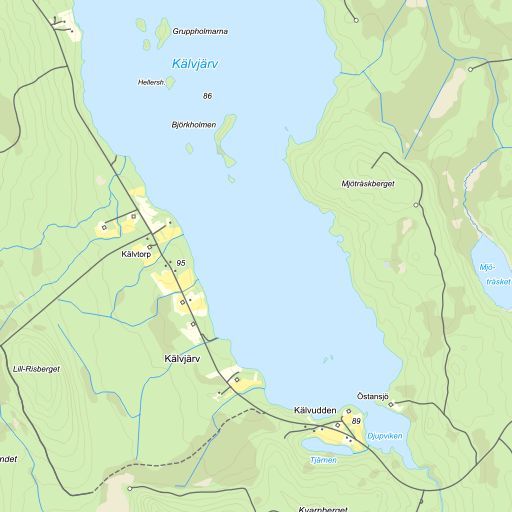 Gruppholmarna
Kälvjärv
Hellersh.
86
Björkholmen
Mjöträskberget
Kälvtorp
95
Mjö-
träsket
Kälvjärv
Lill-Risberget
Östansjö
Kälvudden
89
Djupviken
Tjärnen
ndet
Kvarnberget